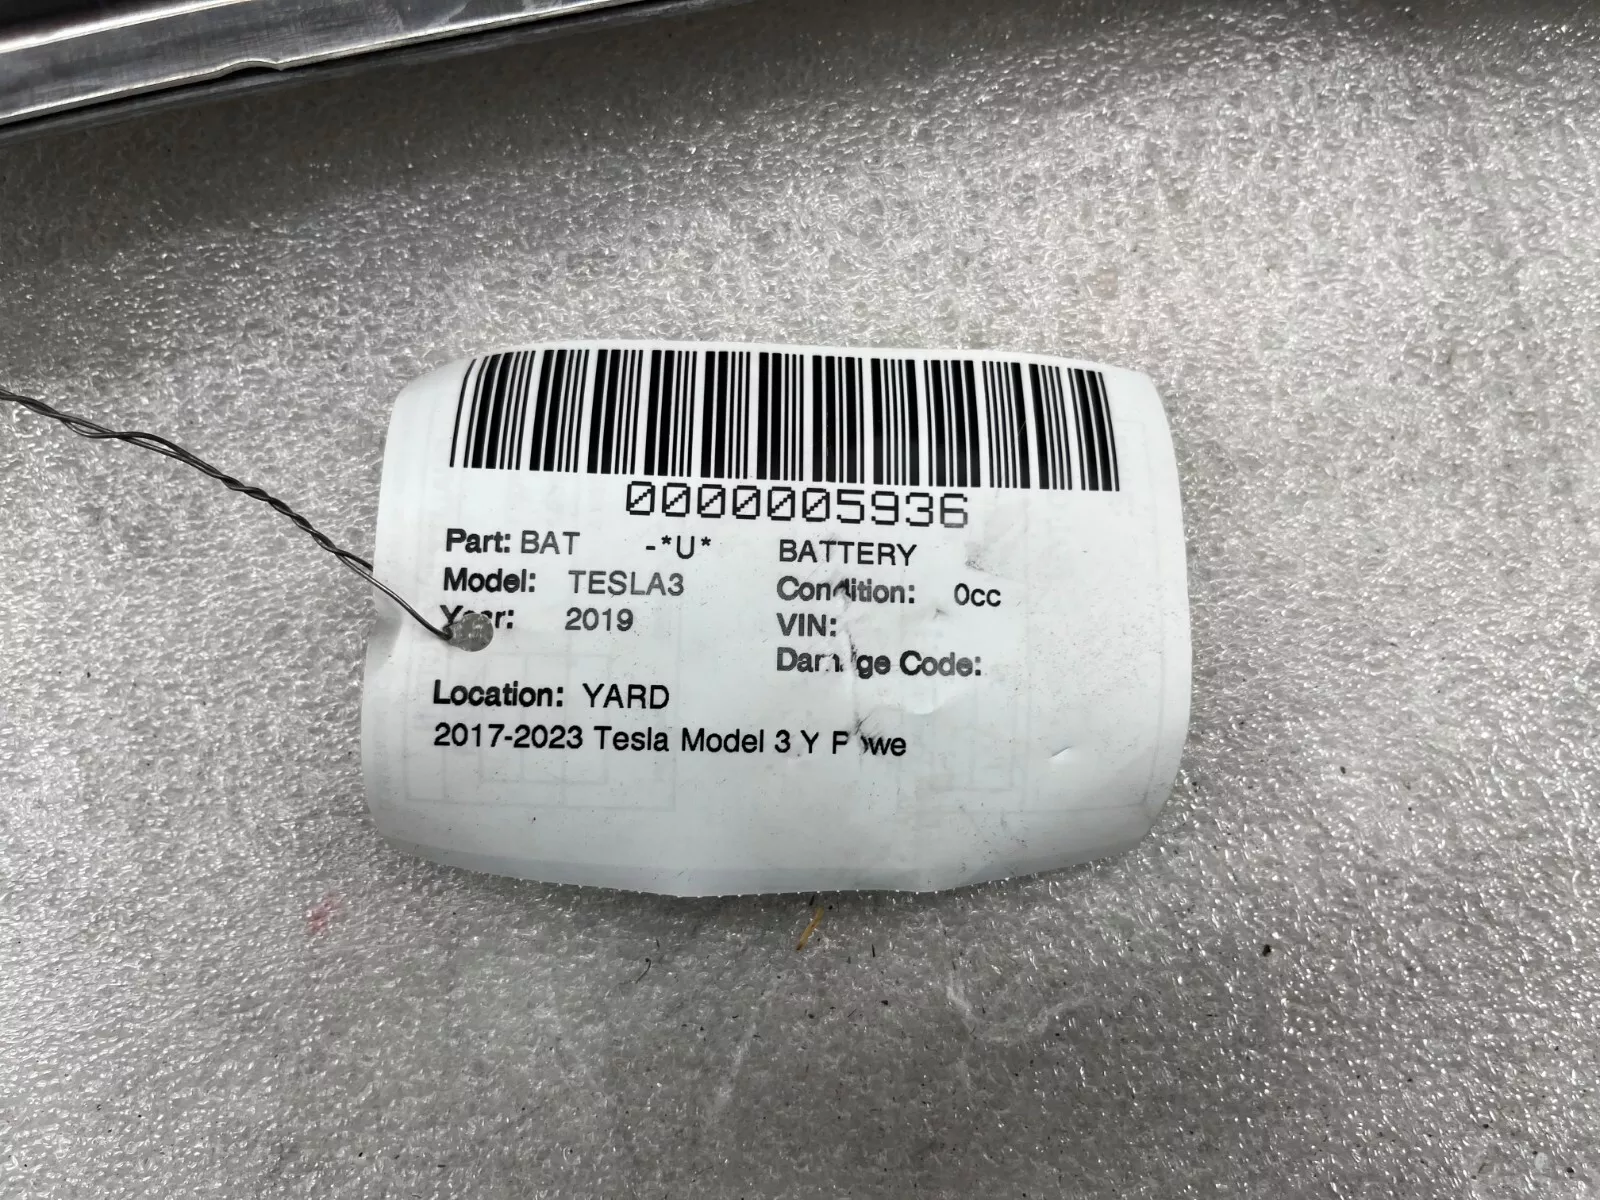 0000005936
Part: BAT -*U* BATTERY
Model: TESLA3 Condition: 0cc
Year: 2019 VIN:
Damage Code:
Location: YARD
2017-2023 Tesla Model 3 Y Powe